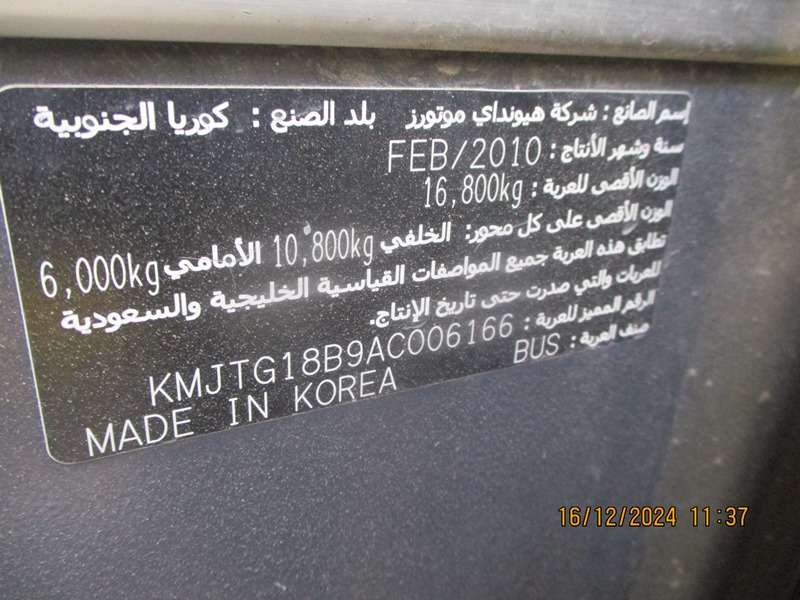 إسم الصانع : شركة هيونداي موتورز بلد الصنع : كوريا الجنوبية
سنة وشهر الأنتاج : FEB/2010
الوزن الأقصى للعربة : 16,800kg
الوزن الأقصى على كل محور: الخلفي 10,800kg الأمامي 6,000kg
تطابق هذه العربة جميع المواصفات القياسية الخليجية والسعودية
للعربات والتي صدرت حتى تاريخ الإنتاج.
الرقم المميز للعربة : KMJTG18B9AC006166
صنف العربة : BUS
MADE IN KOREA
16/12/2024 11:37